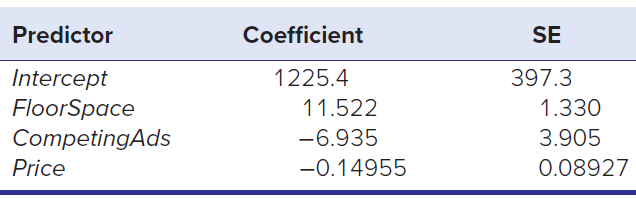 Predictor Coefficient SE
Intercept 1225.4 397.3
FloorSpace 11.522 1.330
CompetingAds −6.935 3.905
Price −0.14955 0.08927